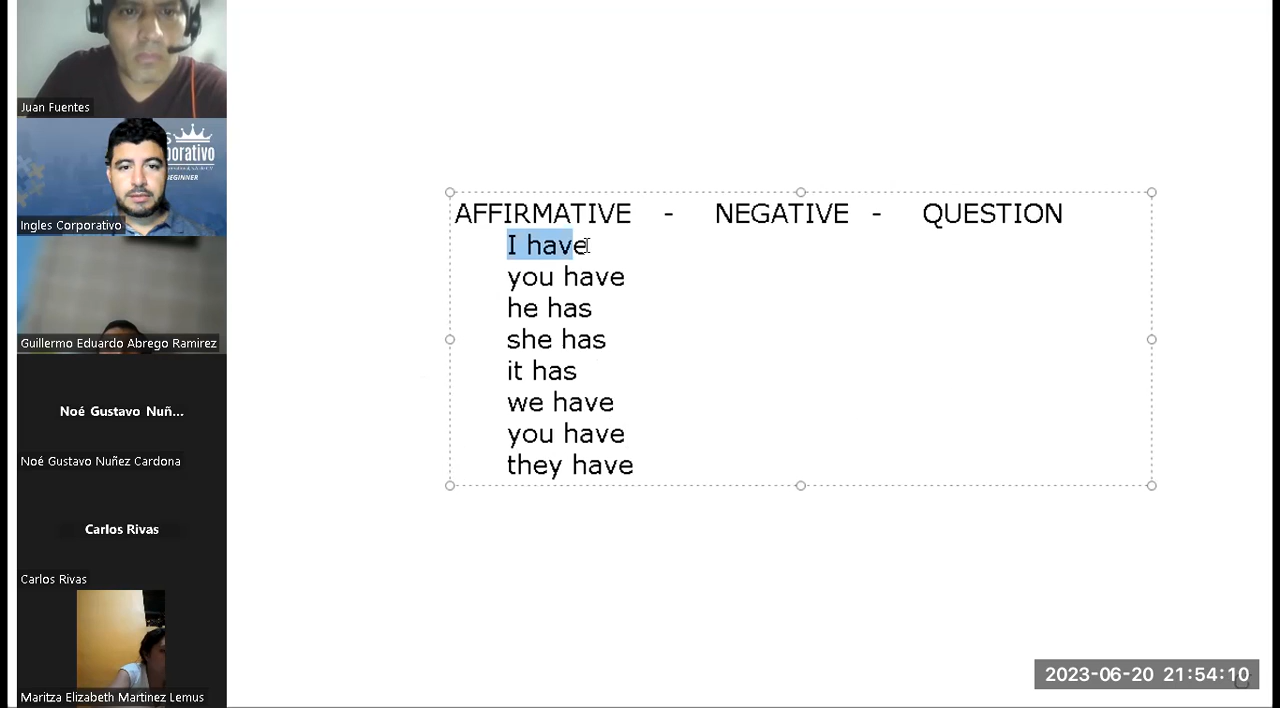 Juan Fuentes
orativo
EGINNER
Ingles Corporativo
Guillermo Eduardo Abrego Ramirez
Noé Gustavo Nuñ...
Noé Gustavo Nuñez Cardona
Carlos Rivas
Carlos Rivas
Maritza Elizabeth Martinez Lemus
AFFIRMATIVE - NEGATIVE - QUESTION
I have
you have
he has
she has
it has
we have
you have
they have
2023-06-20 21:54:10